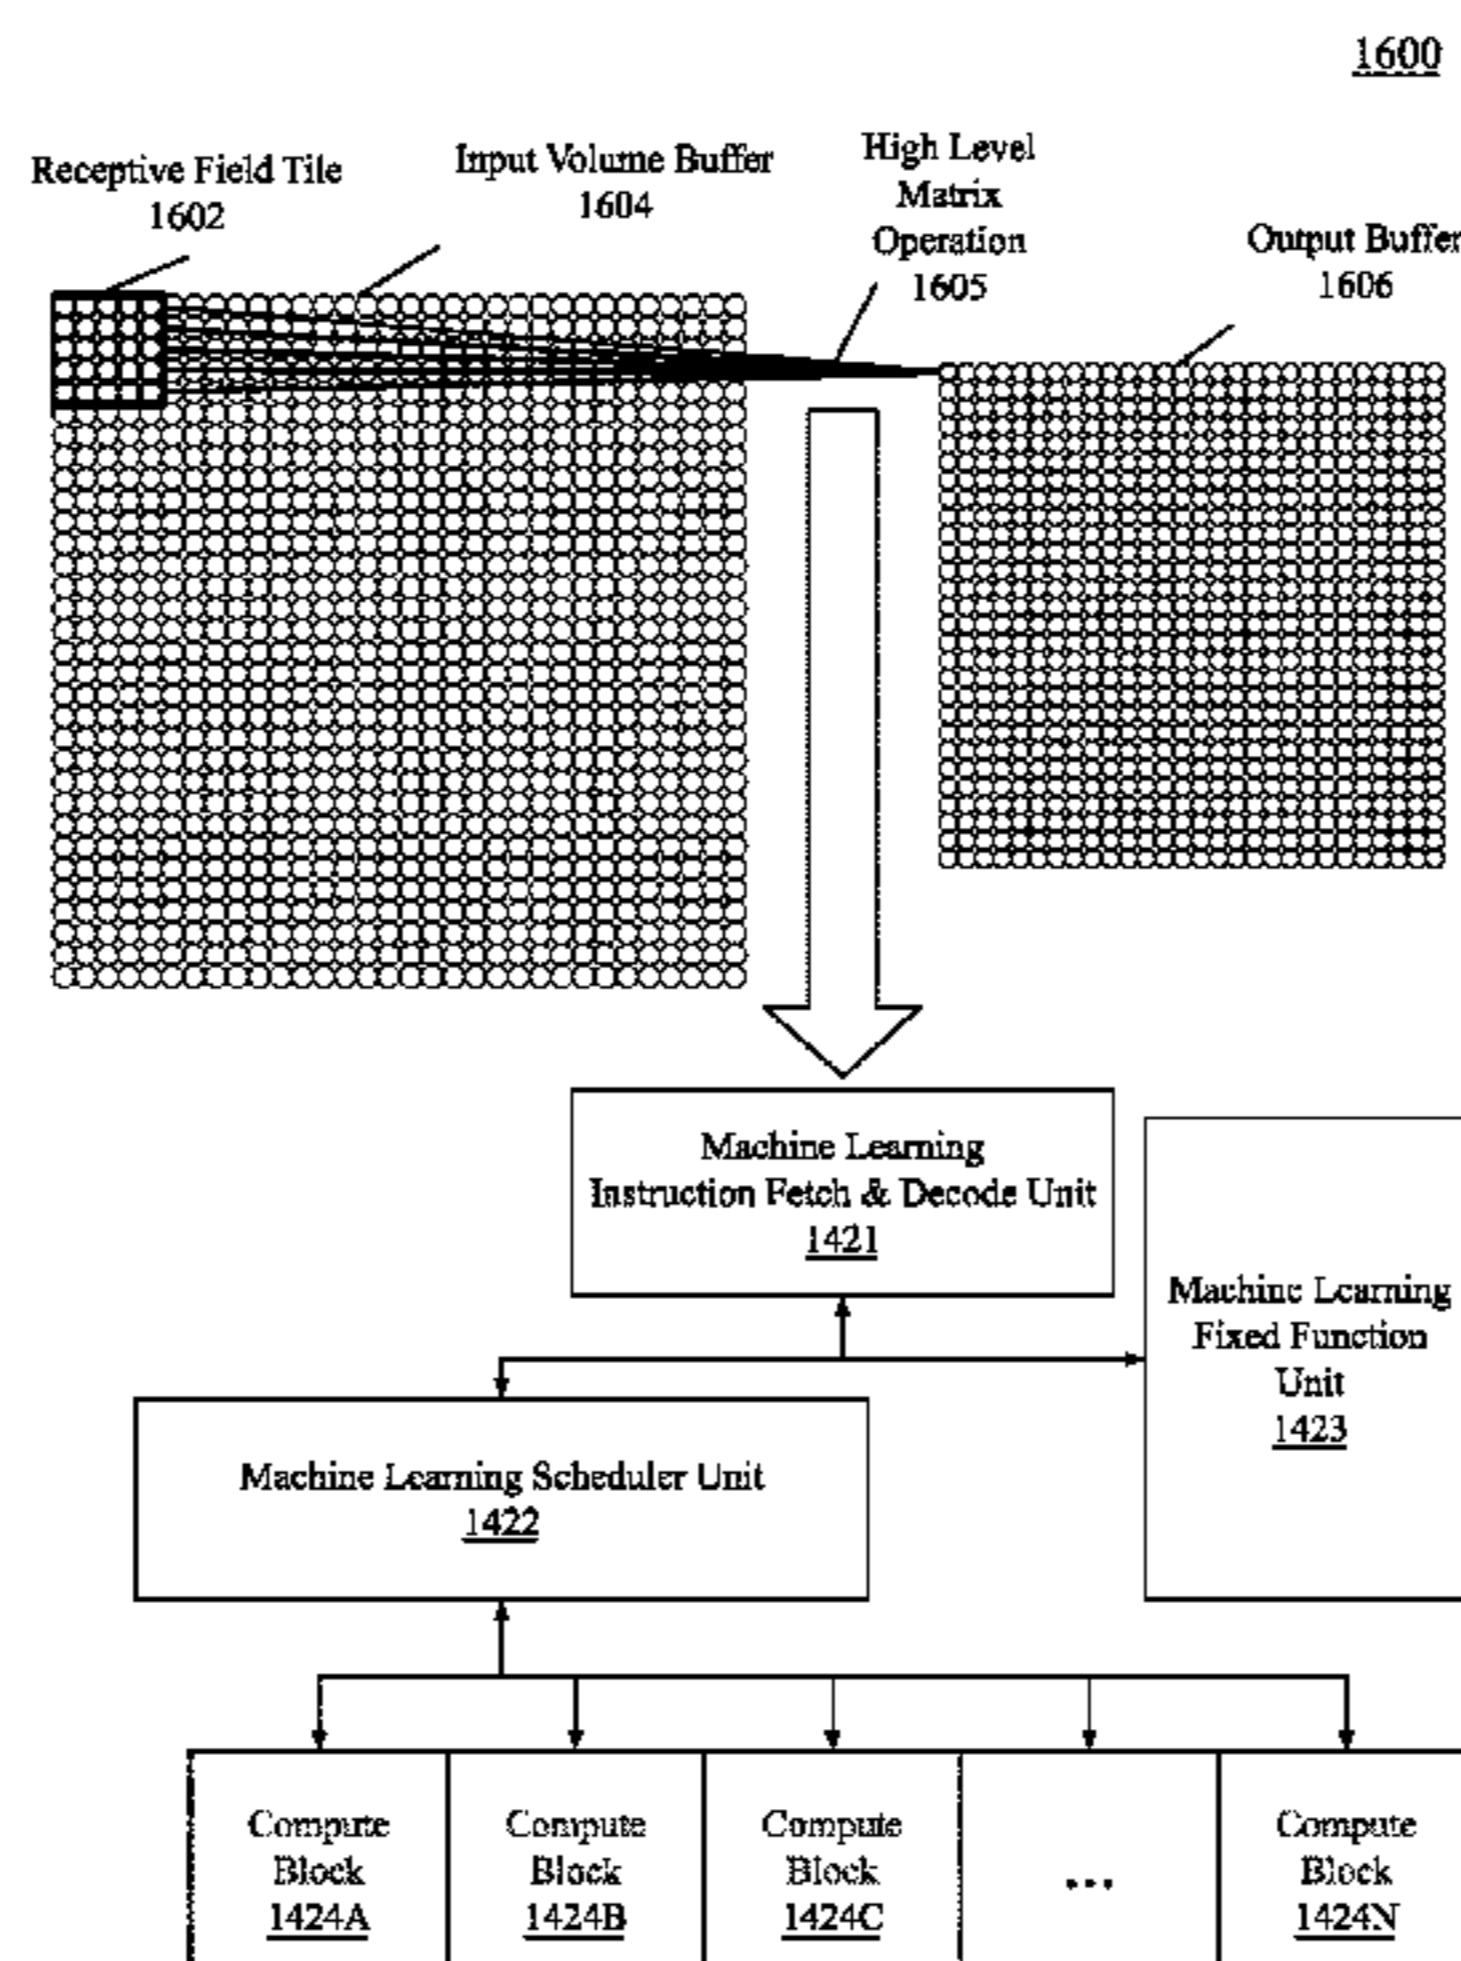 1600
Receptive Field Tile
1602
Input Volume Buffer
1604
High Level
Matrix
Operation
1605
Output Buffer
1606
Machine Learning
Instruction Fetch & Decode Unit
1421
Machine Learning
Fixed Function
Unit
1423
Machine Learning Scheduler Unit
1422
Compute
Block
1424A
Compute
Block
1424B
Compute
Block
1424C
...
Compute
Block
1424N